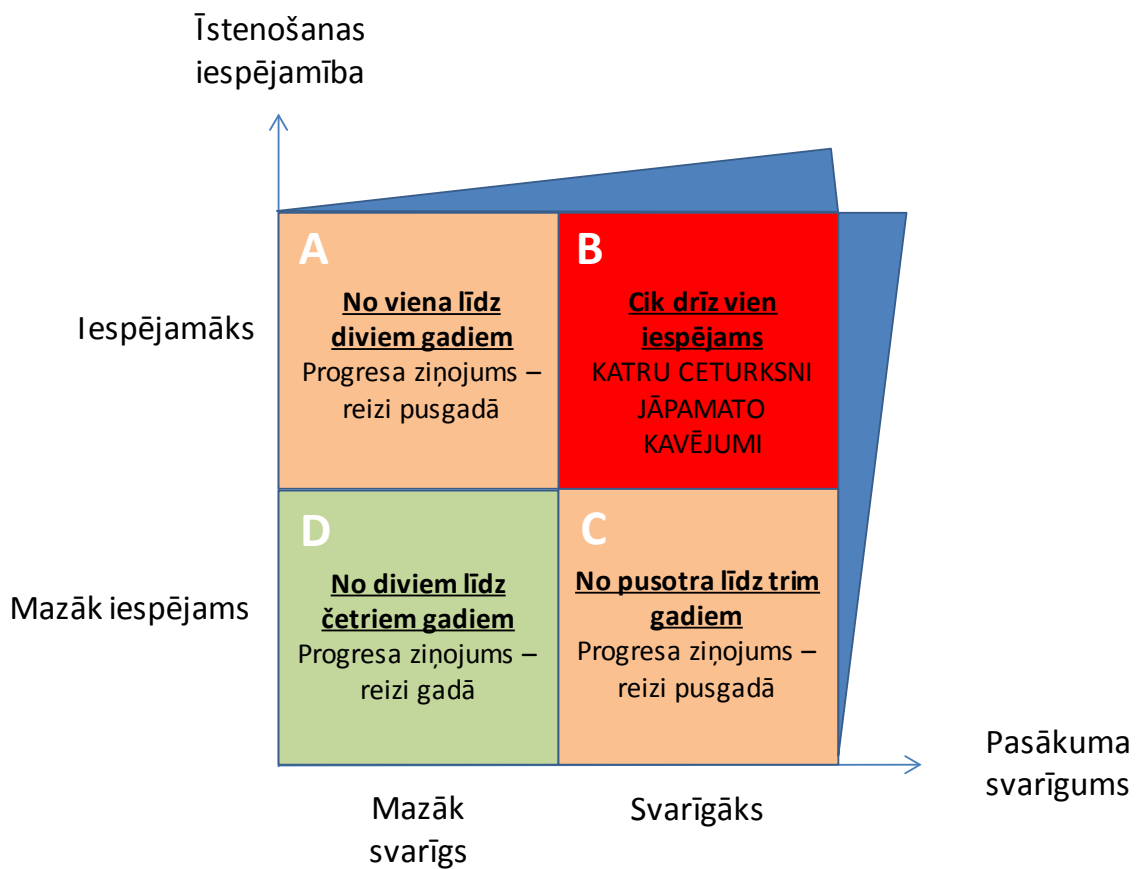 Īstenošanas
iespējamība
A
No viena līdz
diviem gadiem
Progresa ziņojums –
reizi pusgadā
B
Cik drīz vien
iespējams
KATRU CETURKSNI
JĀPAMATO
KAVĒJUMI
Iespējamāks
D
No diviem līdz
četriem gadiem
Progresa ziņojums –
reizi gadā
C
No pusotra līdz trim
gadiem
Progresa ziņojums –
reizi pusgadā
Mazāk iespējams
Mazāk
svarīgs
Svarīgāks
Pasākuma
svarīgums